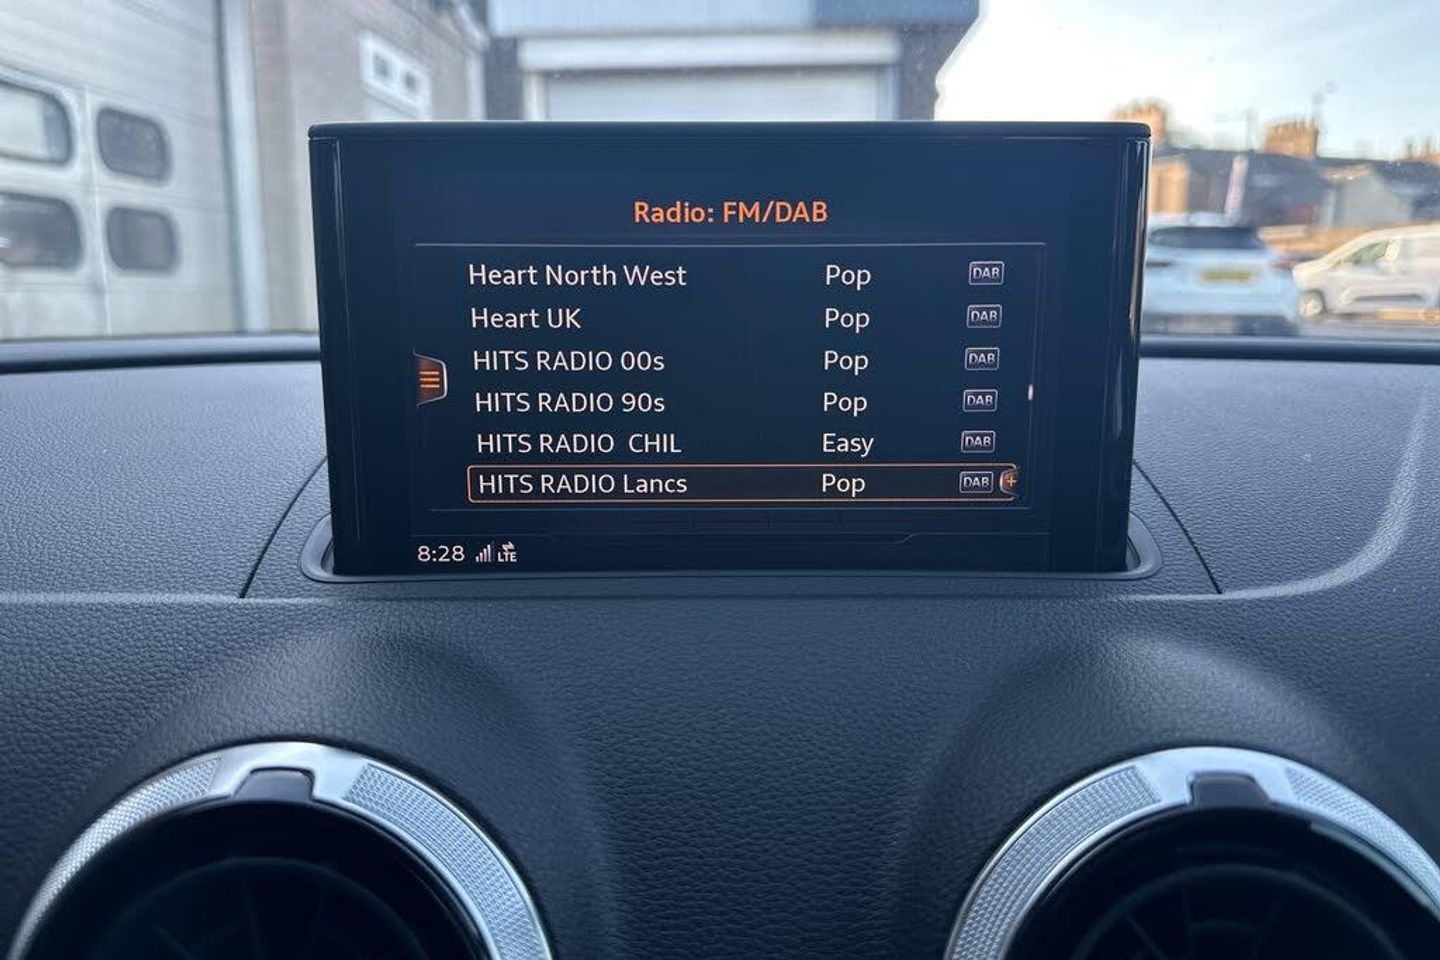 Radio: FM/DAB
Heart North West Pop DAB
Heart UK Pop DAB
HITS RADIO 00s Pop DAB
HITS RADIO 90s Pop DAB
HITS RADIO CHIL Easy DAB
HITS RADIO Lancs Pop DAB +
8:28 LTE